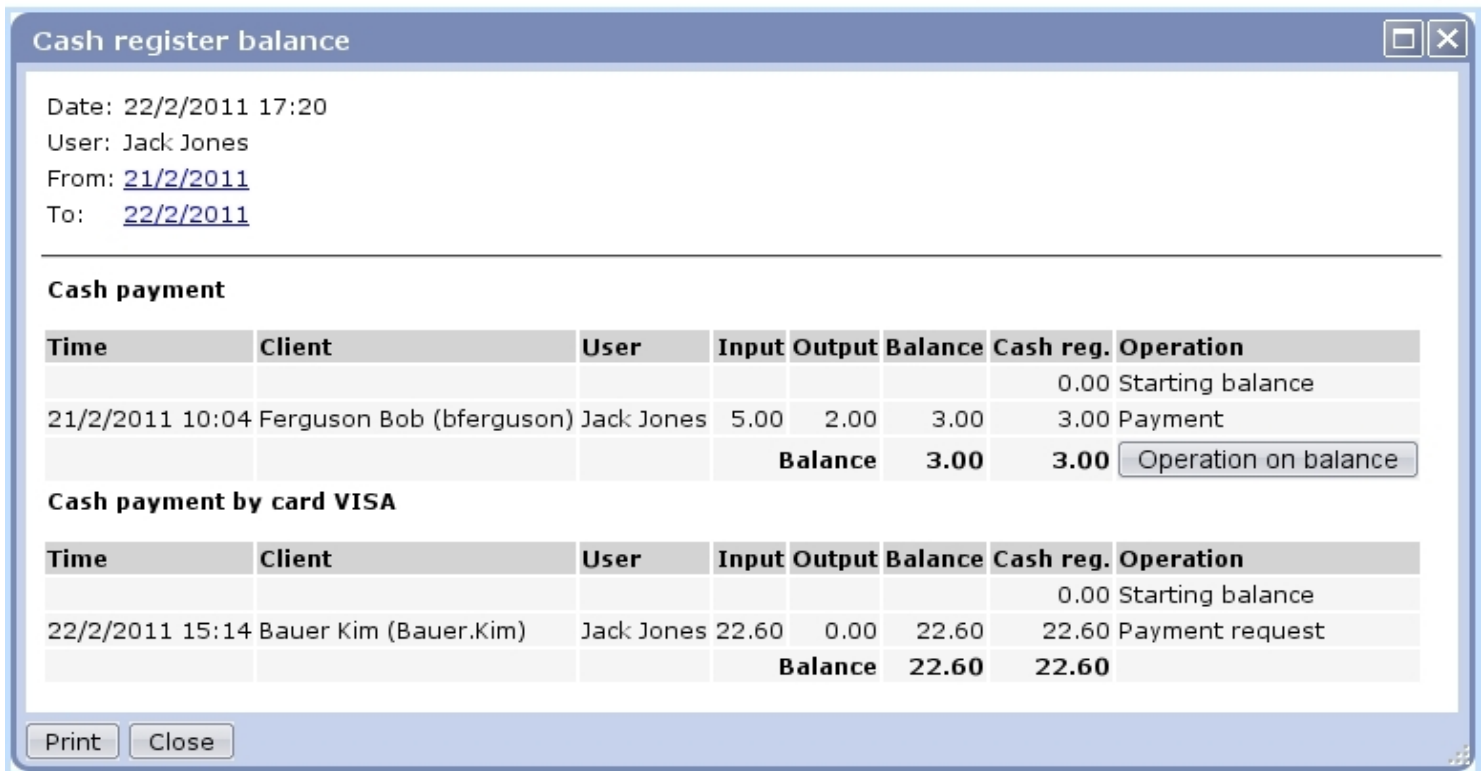 Cash register balance
Date: 22/2/2011 17:20
User: Jack Jones
From: 21/2/2011
To: 22/2/2011
Cash payment
Time Client User Input Output Balance Cash reg. Operation
0.00 Starting balance
21/2/2011 10:04 Ferguson Bob (bferguson) Jack Jones 5.00 2.00 3.00 3.00 Payment
Balance 3.00 3.00 Operation on balance
Cash payment by card VISA
Time Client User Input Output Balance Cash reg. Operation
0.00 Starting balance
22/2/2011 15:14 Bauer Kim (Bauer.Kim) Jack Jones 22.60 0.00 22.60 22.60 Payment request
Balance 22.60 22.60
Print Close